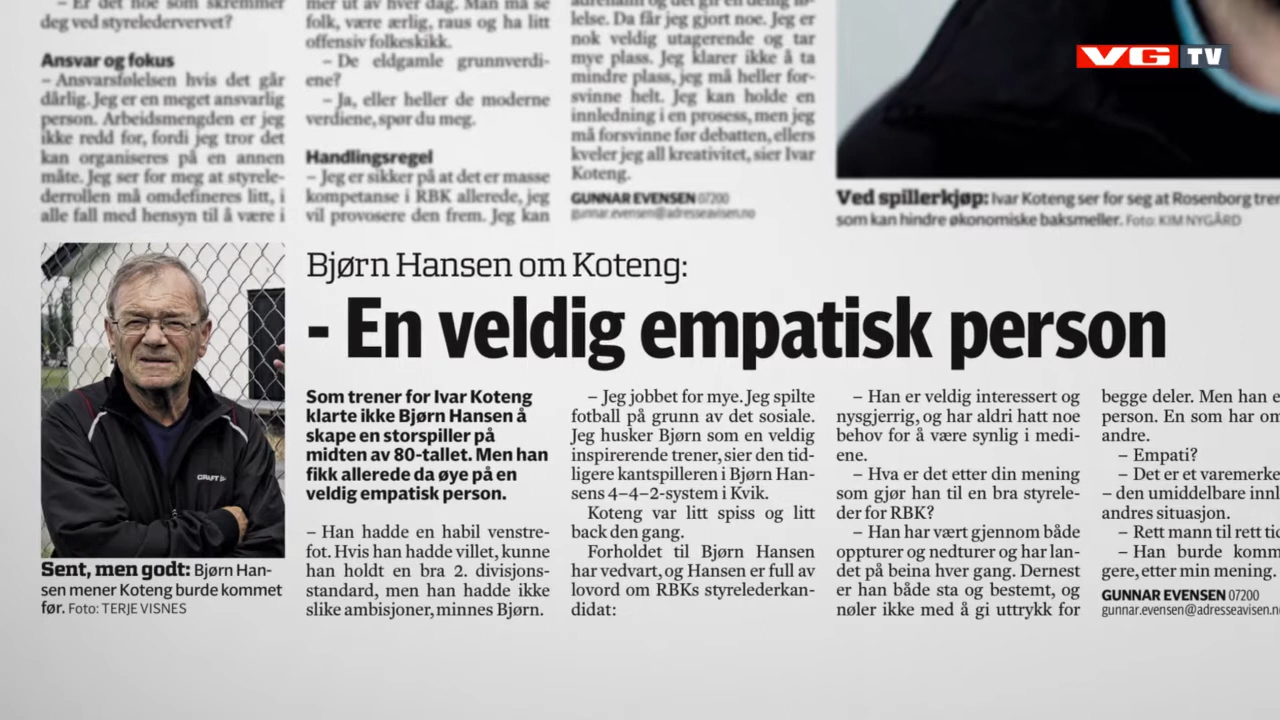 VG TV
– Er det noe som skremmer
deg ved styreledervervet?
Ansvar og fokus
– Ansvarsfølelsen hvis det går
dårlig. Jeg er en meget ansvarlig
person. Arbeidsmengden er jeg
ikke redd for, fordi jeg tror det
kan organiseres på en annen
måte. Jeg ser for meg at styrele-
derrollen må omdefineres litt, i
alle fall med hensyn til å være i
mer ut av hver dag. Man må se
folk, være ærlig, raus og ha litt
offensiv folkeskikk.
– De eldgamle grunnverdi-
ene?
– Ja, eller heller de moderne
verdiene, spør du meg.
Handlingsregel
– Jeg er sikker på at det er masse
kompetanse i RBK allerede, jeg
vil provosere den frem. Jeg kan
adrenalin og det gir en deilig fø-
lelse. Da får jeg gjort noe. Jeg er
nok veldig utagerende og tar
mye plass. Jeg klarer ikke å ta
mindre plass, jeg må heller for-
svinne helt. Jeg kan holde en
innledning i en prosess, men jeg
må forsvinne før debatten, ellers
kveler jeg all kreativitet, sier Ivar
Koteng.
GUNNAR EVENSEN 07200
gunnar.evensen@adresseavisen.no
Ved spillerkjøp: Ivar Koteng ser for seg at Rosenborg tren
som kan hindre økonomiske baksmeller. Foto: KIM NYGÅRD
Bjørn Hansen om Koteng:
- En veldig empatisk person
Sent, men godt: Bjørn Han-
sen mener Koteng burde kommet
før. Foto: TERJE VISNES
CRAFT
Som trener for Ivar Koteng
klarte ikke Bjørn Hansen å
skape en storspiller på
midten av 80-tallet. Men han
fikk allerede da øye på en
veldig empatisk person.
– Han hadde en habil venstre-
fot. Hvis han hadde villet, kunne
han holdt en bra 2. divisjons-
standard, men han hadde ikke
slike ambisjoner, minnes Bjørn.
– Jeg jobbet for mye. Jeg spilte
fotball på grunn av det sosiale.
Jeg husker Bjørn som en veldig
inspirerende trener, sier den tid-
ligere kantspilleren i Bjørn Han-
sens 4–4–2-system i Kvik.
Koteng var litt spiss og litt
back den gang.
Forholdet til Bjørn Hansen
har vedvart, og Hansen er full av
lovord om RBKs styrelederkan-
didat:
– Han er veldig interessert og
nysgjerrig, og har aldri hatt noe
behov for å være synlig i medi-
ene.
– Hva er det etter din mening
som gjør han til en bra styrele-
der for RBK?
– Han har vært gjennom både
oppturer og nedturer og har lan-
det på beina hver gang. Dernest
er han både sta og bestemt, og
nøler ikke med å gi uttrykk for
begge deler. Men han e
person. En som har om
andre.
– Empati?
– Det er et varemerke
– den umiddelbare innl
andres situasjon.
– Rett mann til rett tid
– Han burde komm
gere, etter min mening.
GUNNAR EVENSEN 07200
gunnar.evensen@adresseavisen.n